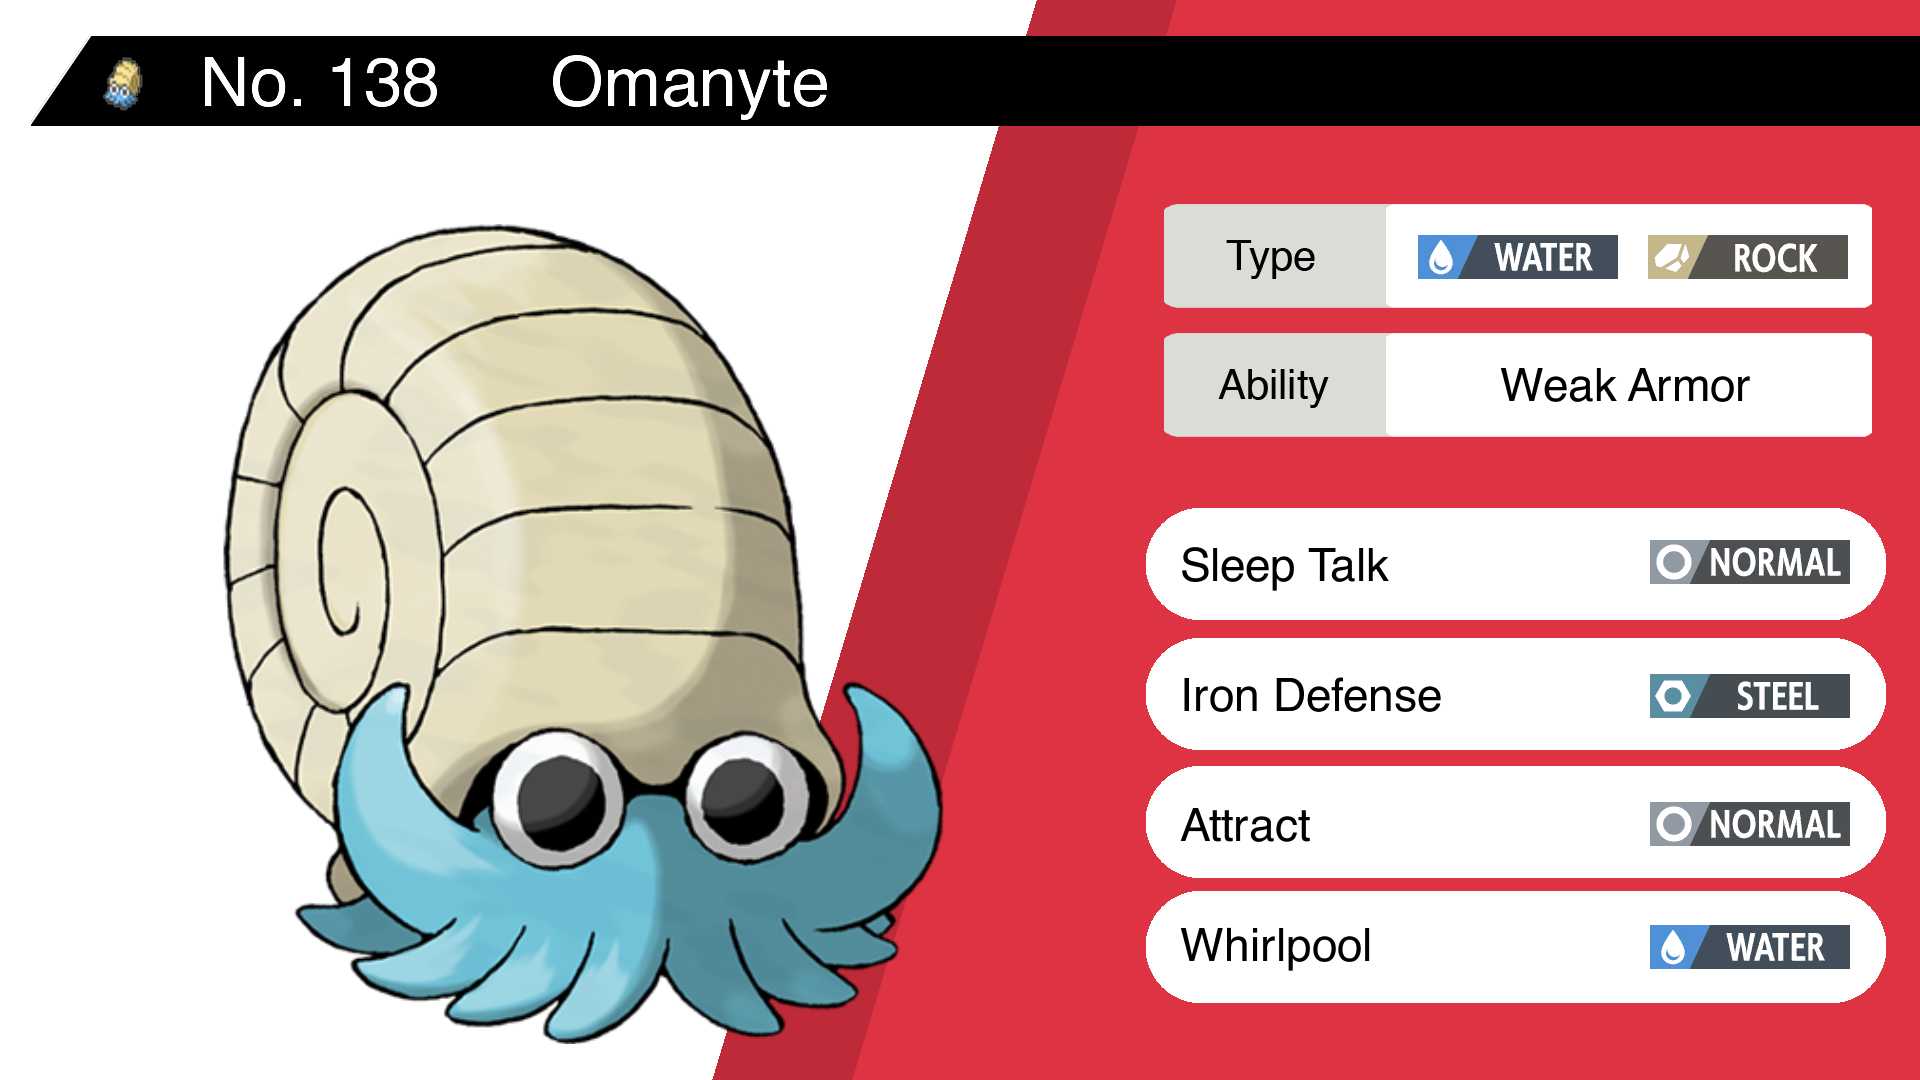 No. 138 Omanyte
Type WATER ROCK
Ability Weak Armor
Sleep Talk NORMAL
Iron Defense STEEL
Attract NORMAL
Whirlpool WATER